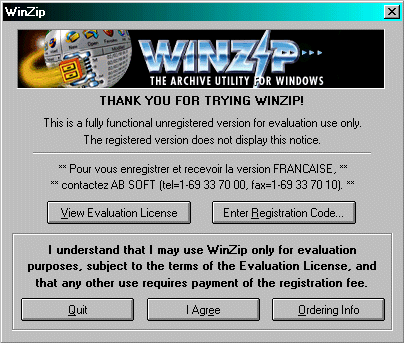 WinZip
WINZIP
THE ARCHIVE UTILITY FOR WINDOWS
THANK YOU FOR TRYING WINZIP!
This is a fully functional unregistered version for evaluation use only.
The registered version does not display this notice.
** Pour vous enregistrer et recevoir la version FRANCAISE, **
** contactez AB SOFT (tel=1-69 33 70 00, fax=1-69 33 70 10). **
View Evaluation License
Enter Registration Code...
I understand that I may use WinZip only for evaluation
purposes, subject to the terms of the Evaluation License, and
that any other use requires payment of the registration fee.
Quit
I Agree
Ordering Info